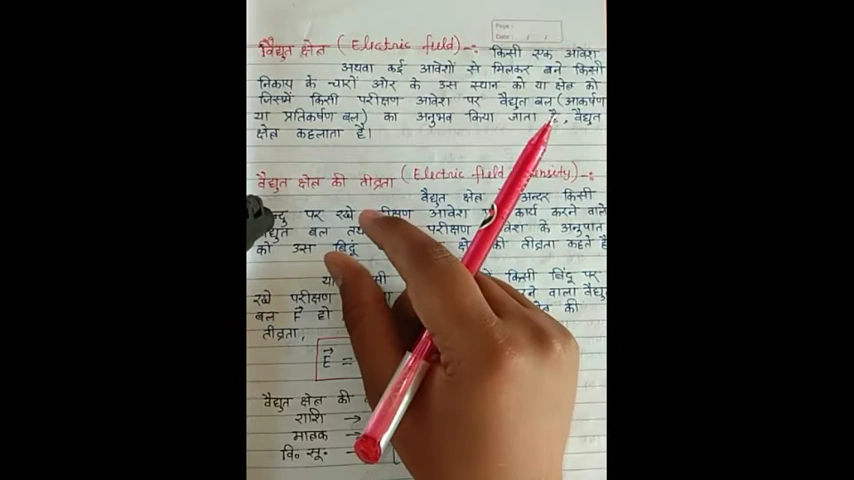 Page :
Date : / /
विद्युत क्षेत्र ( Electric field) -: किसी एक आवेश
अथवा कई आवेशों से मिलकर बने किसी
निकाय के चारों ओर के उस स्थान को या क्षेत्र को
जिसमें किसी परीक्षण आवेश पर वैद्युत बल (आकर्षण
या प्रतिकर्षण बल) का अनुभव किया जाता है, वैद्युत
क्षेत्र कहलाता है।
वैद्युत क्षेत्र की तीव्रता ( Electric field -:
वैद्युत क्षेत्र के अन्दर किसी
पर रखे आवेश कार्य करने वाले
बल परीक्षण के अनुपात
को उस बिंदूं क्षेत्र की तीव्रता कहते है
किसी बिंदू पर
रखे परीक्षण वाला वैद्युत
बल F⃗ हो की
तीव्रता,
E⃗ =
वैद्युत क्षेत्र की
राशि →
मात्रक →
वि० सू० →